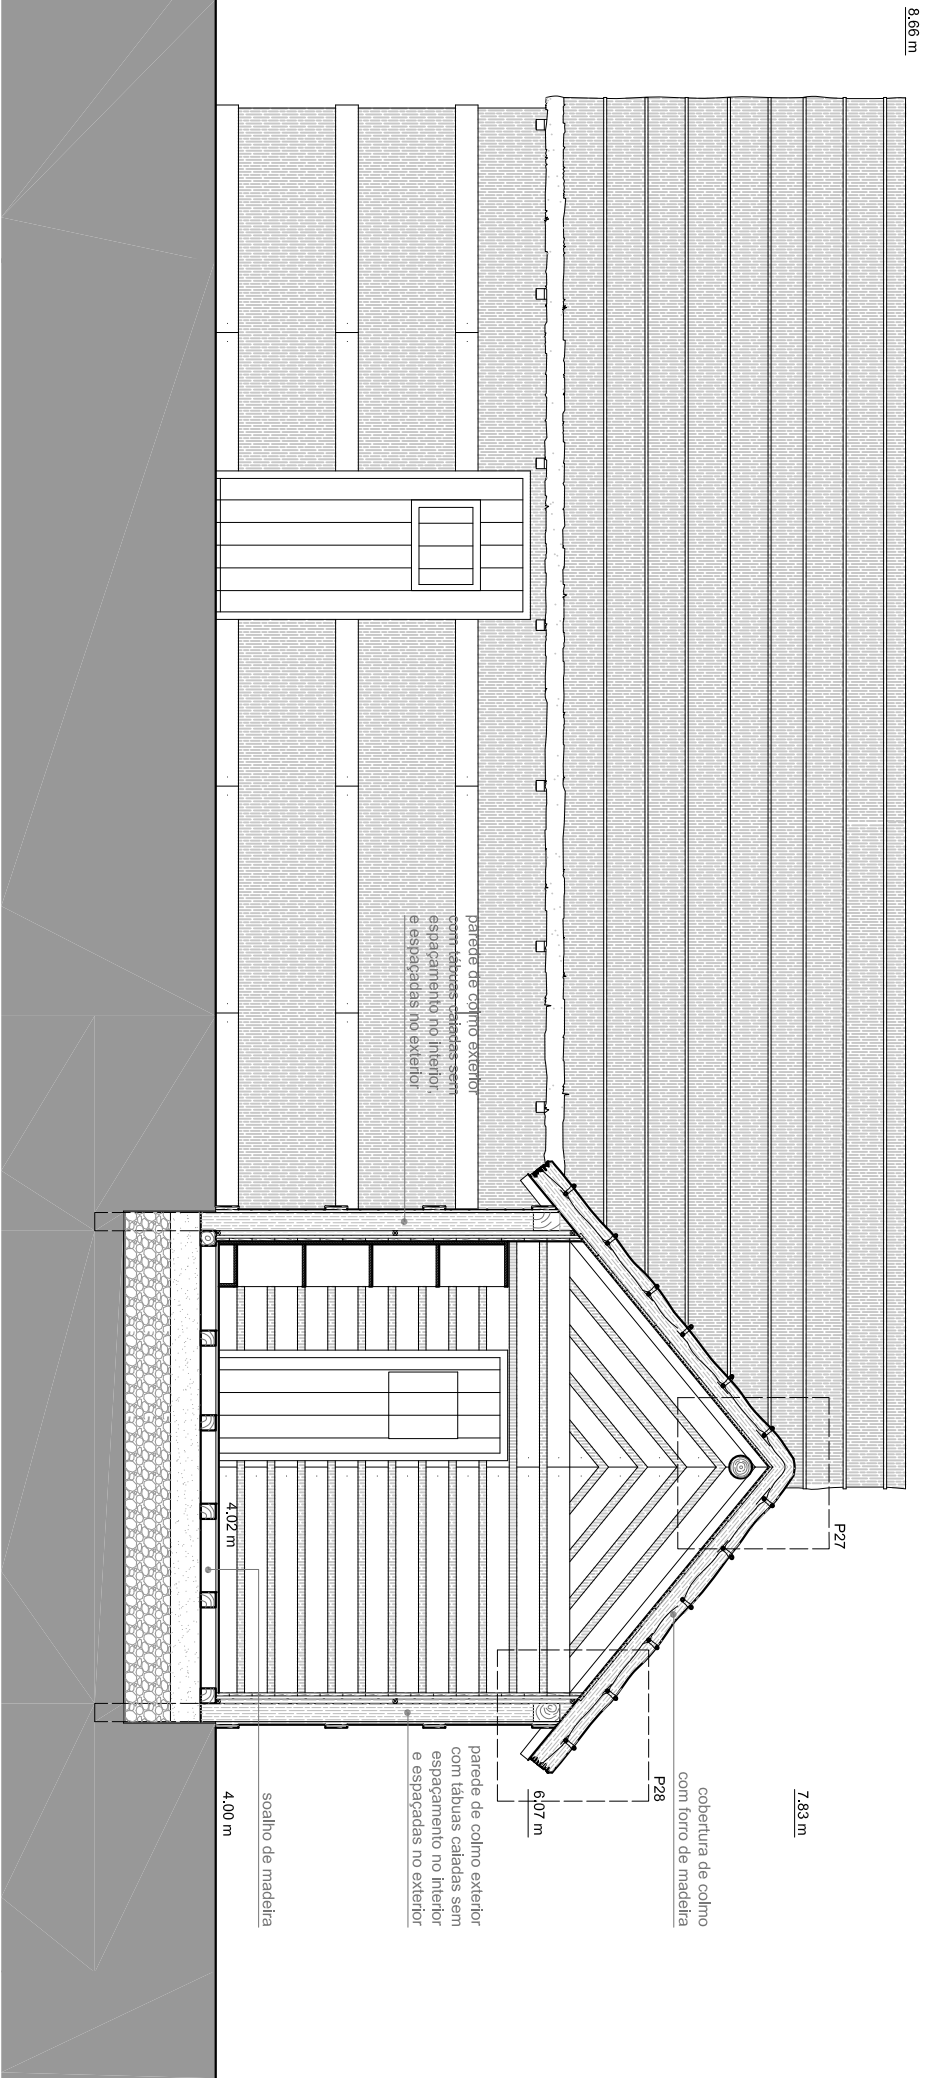 8.66 m
parede de colmo exterior
com tábuas caiadas sem
espaçamento no interior,
e espaçadas no exterior
P27
4.02 m
P28
7.83 m
cobertura de colmo
com forro de madeira
6.07 m
parede de colmo exterior
com tábuas caiadas sem
espaçamento no interior
e espaçadas no exterior
4.00 m
soalho de madeira